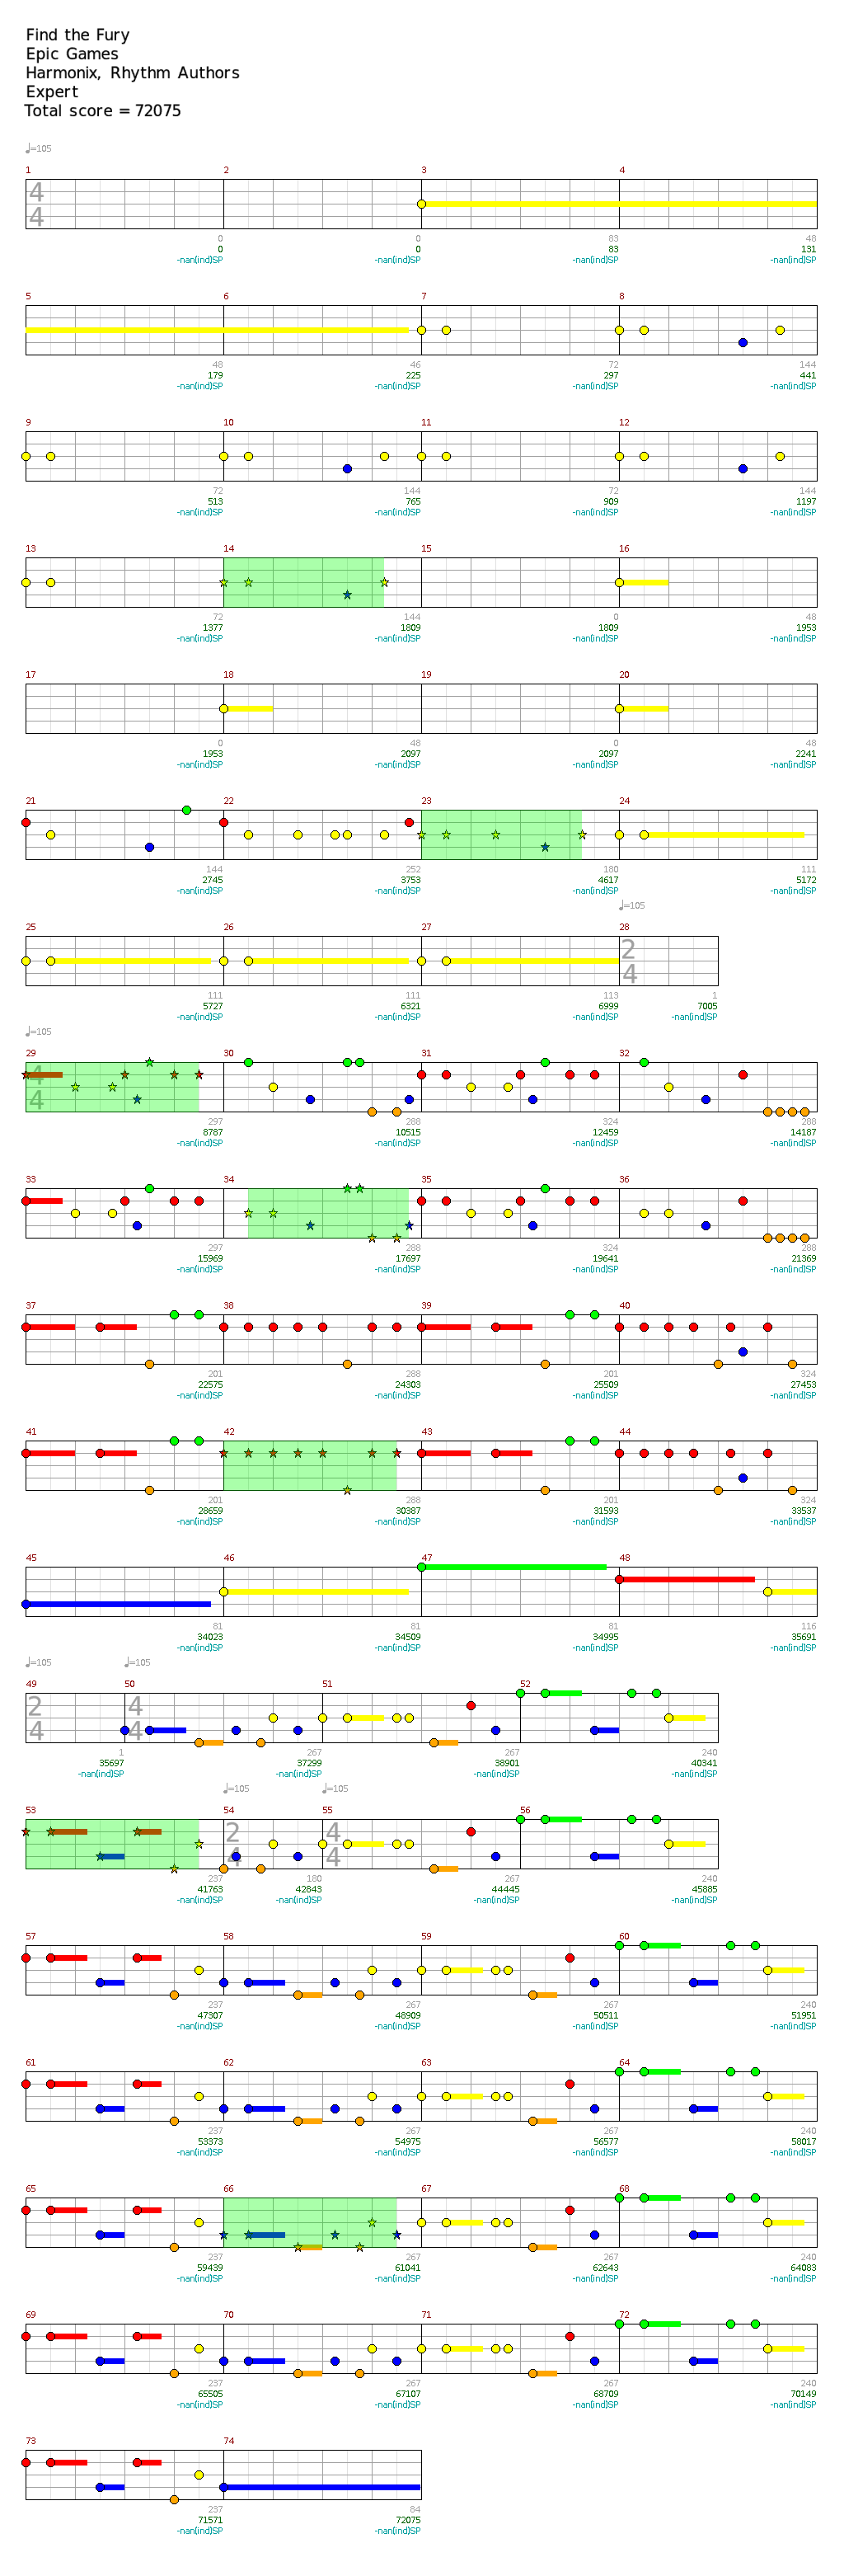 Find the Fury
Epic Games
Harmonix, Rhythm Authors
Expert
Total score = 72075
♩=105
1 2 3 4
4
4
0 0 83 48
0 0 83 131
-nan(ind)SP -nan(ind)SP -nan(ind)SP -nan(ind)SP
5 6 7 8
48 46 72 144
179 225 297 441
-nan(ind)SP -nan(ind)SP -nan(ind)SP -nan(ind)SP
9 10 11 12
72 144 72 144
513 765 909 1197
-nan(ind)SP -nan(ind)SP -nan(ind)SP -nan(ind)SP
13 14 15 16
72 144 0 48
1377 1809 1809 1953
-nan(ind)SP -nan(ind)SP -nan(ind)SP -nan(ind)SP
17 18 19 20
0 48 0 48
1953 2097 2097 2241
-nan(ind)SP -nan(ind)SP -nan(ind)SP -nan(ind)SP
21 22 23 24
144 252 180 111
2745 3753 4617 5172
-nan(ind)SP -nan(ind)SP -nan(ind)SP -nan(ind)SP
♩=105
25 26 27 28
2
4
111 111 113 1
5727 6321 6999 7005
-nan(ind)SP -nan(ind)SP -nan(ind)SP -nan(ind)SP
♩=105
29 30 31 32
4
4
297 288 324 288
8787 10515 12459 14187
-nan(ind)SP -nan(ind)SP -nan(ind)SP -nan(ind)SP
33 34 35 36
297 288 324 288
15969 17697 19641 21369
-nan(ind)SP -nan(ind)SP -nan(ind)SP -nan(ind)SP
37 38 39 40
201 288 201 324
22575 24303 25509 27453
-nan(ind)SP -nan(ind)SP -nan(ind)SP -nan(ind)SP
41 42 43 44
201 288 201 324
28659 30387 31593 33537
-nan(ind)SP -nan(ind)SP -nan(ind)SP -nan(ind)SP
45 46 47 48
81 81 81 116
34023 34509 34995 35691
-nan(ind)SP -nan(ind)SP -nan(ind)SP -nan(ind)SP
♩=105 ♩=105
49 50 51 52
2 4
4 4
1 267 267 240
35697 37299 38901 40341
-nan(ind)SP -nan(ind)SP -nan(ind)SP -nan(ind)SP
♩=105 ♩=105
53 54 55 56
2 4
4 4
237 180 267 240
41763 42843 44445 45885
-nan(ind)SP -nan(ind)SP -nan(ind)SP -nan(ind)SP
57 58 59 60
237 267 267 240
47307 48909 50511 51951
-nan(ind)SP -nan(ind)SP -nan(ind)SP -nan(ind)SP
61 62 63 64
237 267 267 240
53373 54975 56577 58017
-nan(ind)SP -nan(ind)SP -nan(ind)SP -nan(ind)SP
65 66 67 68
237 267 267 240
59439 61041 62643 64083
-nan(ind)SP -nan(ind)SP -nan(ind)SP -nan(ind)SP
69 70 71 72
237 267 267 240
65505 67107 68709 70149
-nan(ind)SP -nan(ind)SP -nan(ind)SP -nan(ind)SP
73 74
237 84
71571 72075
-nan(ind)SP -nan(ind)SP